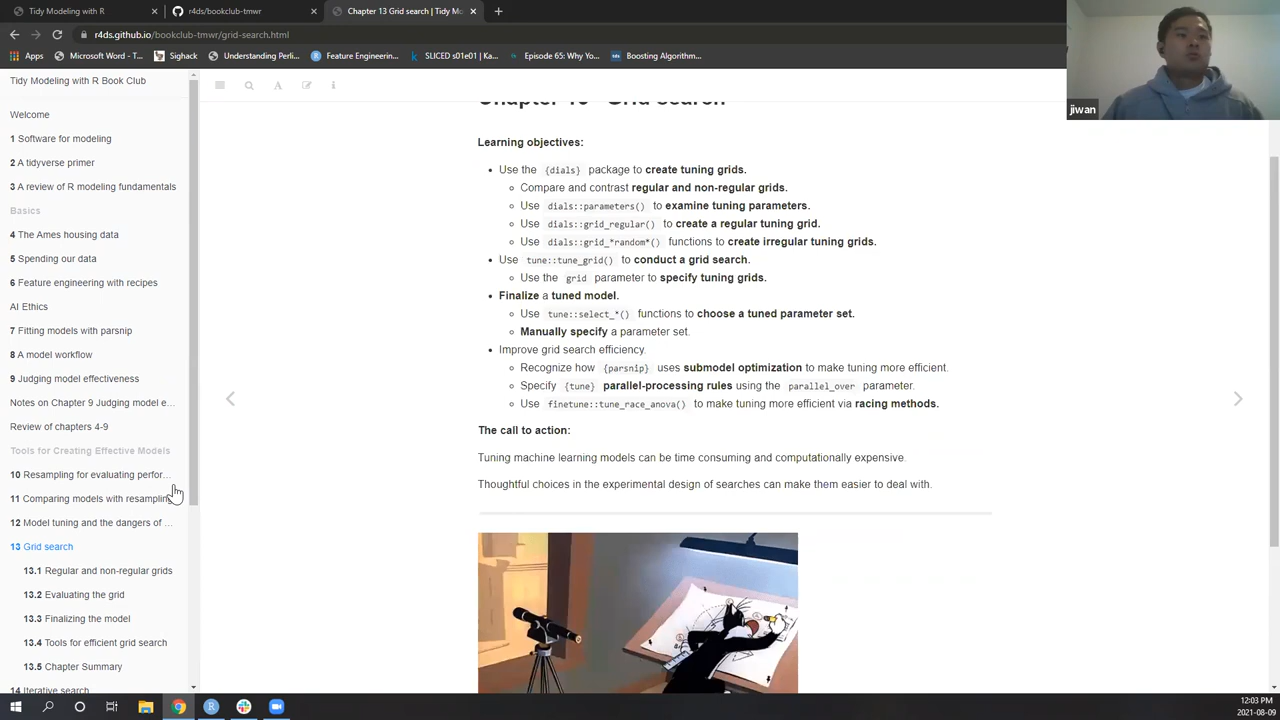 Tidy Modeling with R
r4ds/bookclub-tmwr
Chapter 13 Grid search | Tidy Mo
r4ds.github.io/bookclub-tmwr/grid-search.html
Apps
Microsoft Word - T...
Sighack
Understanding Perli...
Feature Engineerin...
SLICED s01e01 | Ka...
Episode 65: Why Yo...
Boosting Algorithm...
jiwan
Tidy Modeling with R Book Club
Welcome
1 Software for modeling
2 A tidyverse primer
3 A review of R modeling fundamentals
Basics
4 The Ames housing data
5 Spending our data
6 Feature engineering with recipes
AI Ethics
7 Fitting models with parsnip
8 A model workflow
9 Judging model effectiveness
Notes on Chapter 9 Judging model e...
Review of chapters 4-9
Tools for Creating Effective Models
10 Resampling for evaluating perfor...
11 Comparing models with resampling
12 Model tuning and the dangers of ...
13 Grid search
13.1 Regular and non-regular grids
13.2 Evaluating the grid
13.3 Finalizing the model
13.4 Tools for efficient grid search
13.5 Chapter Summary
14 Iterative search
Learning objectives:
Use the {dials} package to create tuning grids.
Compare and contrast regular and non-regular grids.
Use dials::parameters() to examine tuning parameters.
Use dials::grid_regular() to create a regular tuning grid.
Use dials::grid_*random*() functions to create irregular tuning grids.
Use tune::tune_grid() to conduct a grid search.
Use the grid parameter to specify tuning grids.
Finalize a tuned model.
Use tune::select_*() functions to choose a tuned parameter set.
Manually specify a parameter set.
Improve grid search efficiency.
Recognize how {parsnip} uses submodel optimization to make tuning more efficient.
Specify {tune} parallel-processing rules using the parallel_over parameter.
Use finetune::tune_race_anova() to make tuning more efficient via racing methods.
The call to action:
Tuning machine learning models can be time consuming and computationally expensive.
Thoughtful choices in the experimental design of searches can make them easier to deal with.
12:03 PM
2021-08-09